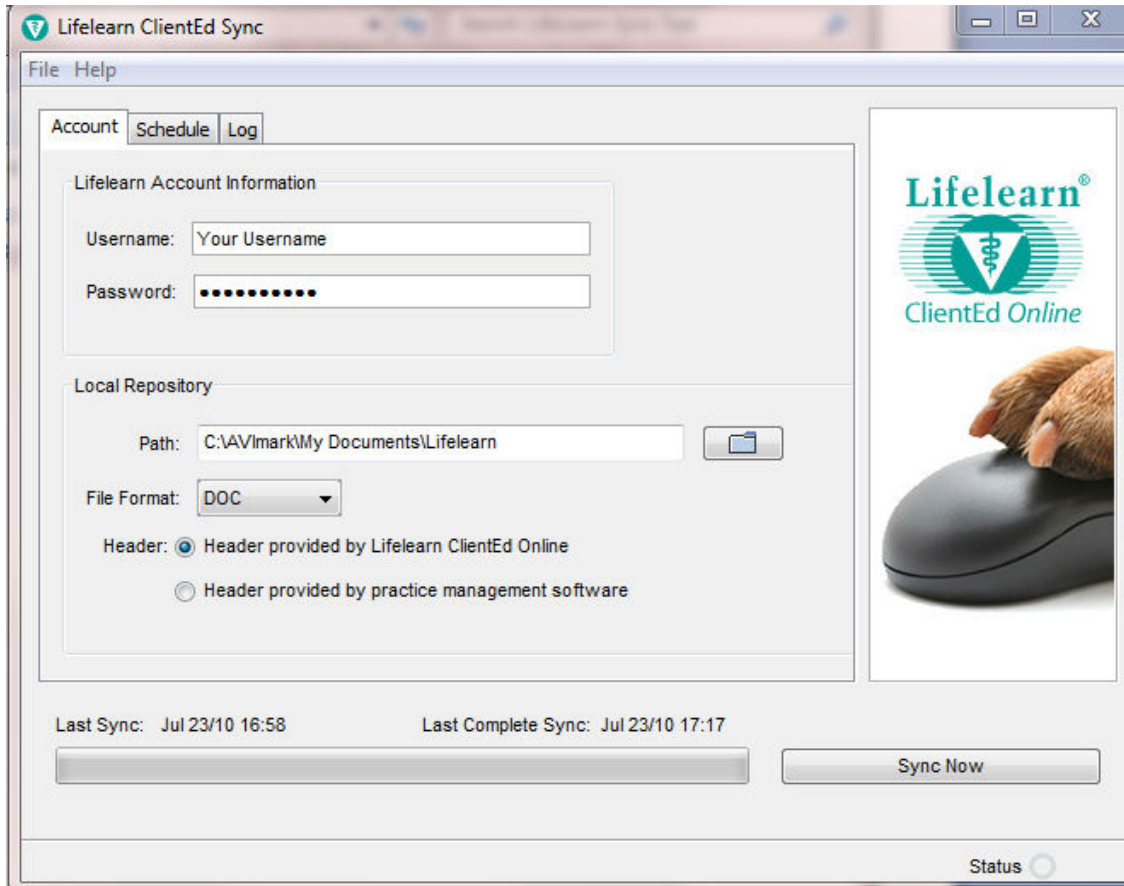 Lifelearn ClientEd Sync
File Help
Account Schedule Log
Lifelearn Account Information
Username: Your Username
Password: ••••••••••
Local Repository
Path: C:\AVImark\My Documents\Lifelearn
File Format: DOC
Header: Header provided by Lifelearn ClientEd Online
Header provided by practice management software
Lifelearn®
ClientEd Online
Last Sync: Jul 23/10 16:58 Last Complete Sync: Jul 23/10 17:17
Sync Now
Status